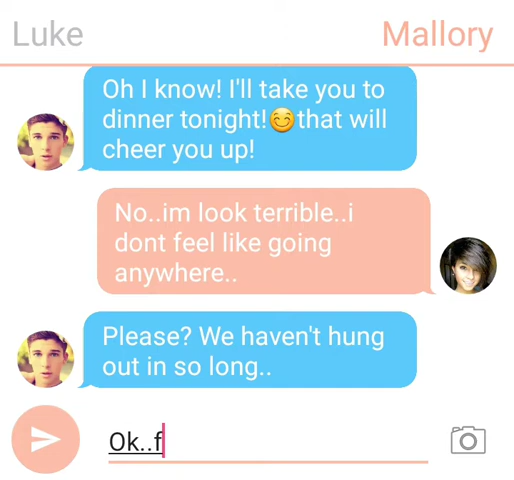 Luke
Mallory
Oh I know! I'll take you to
dinner tonight!😊that will
cheer you up!
No..im look terrible..i
dont feel like going
anywhere..
Please? We haven't hung
out in so long..
Ok..f